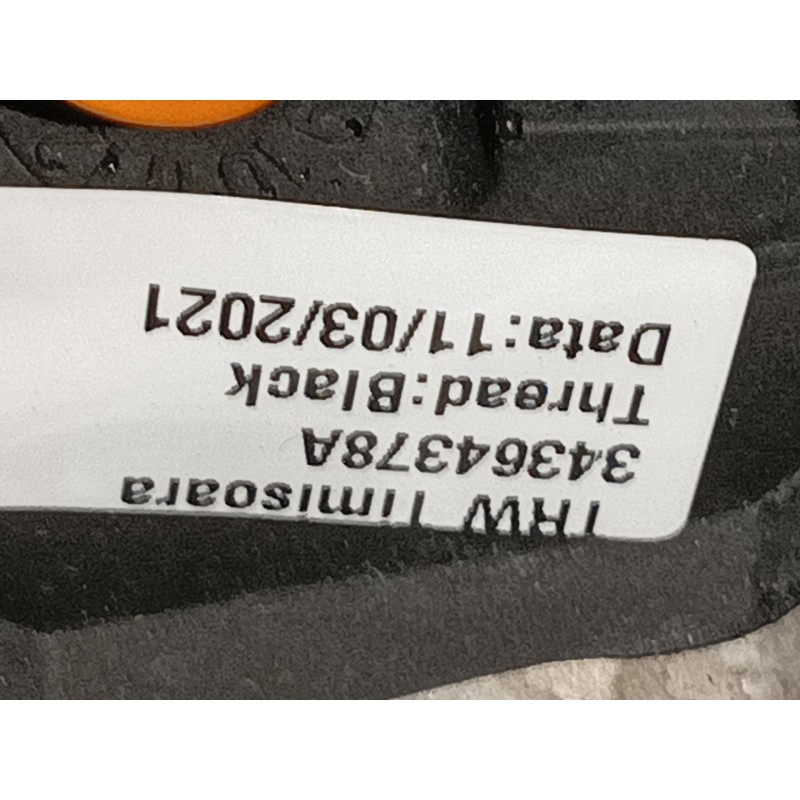 TRW Timisoara
34364378A
Thread:Black
Data:11/03/2021